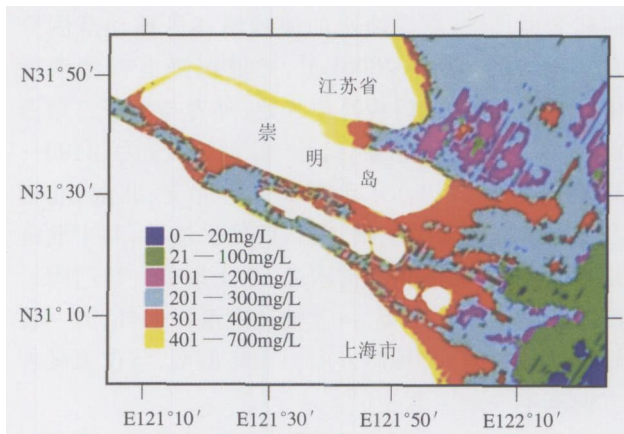 N31°50′
N31°30′
N31°10′
江苏省
崇
明
岛
0—20mg/L
21—100mg/L
101—200mg/L
201—300mg/L
301—400mg/L
401—700mg/L
上海市
E121°10′ E121°30′ E121°50′ E122°10′